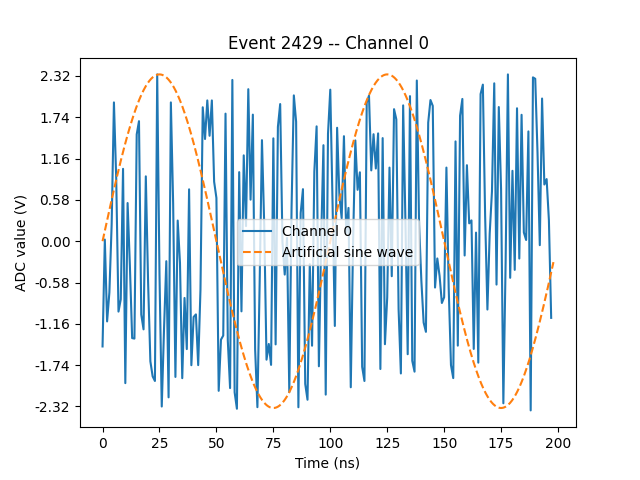 Event 2429 -- Channel 0
ADC value (V)
2.32
1.74
1.16
0.58
0.00
-0.58
-1.16
-1.74
-2.32
Channel 0
Artificial sine wave
0 25 50 75 100 125 150 175 200
Time (ns)